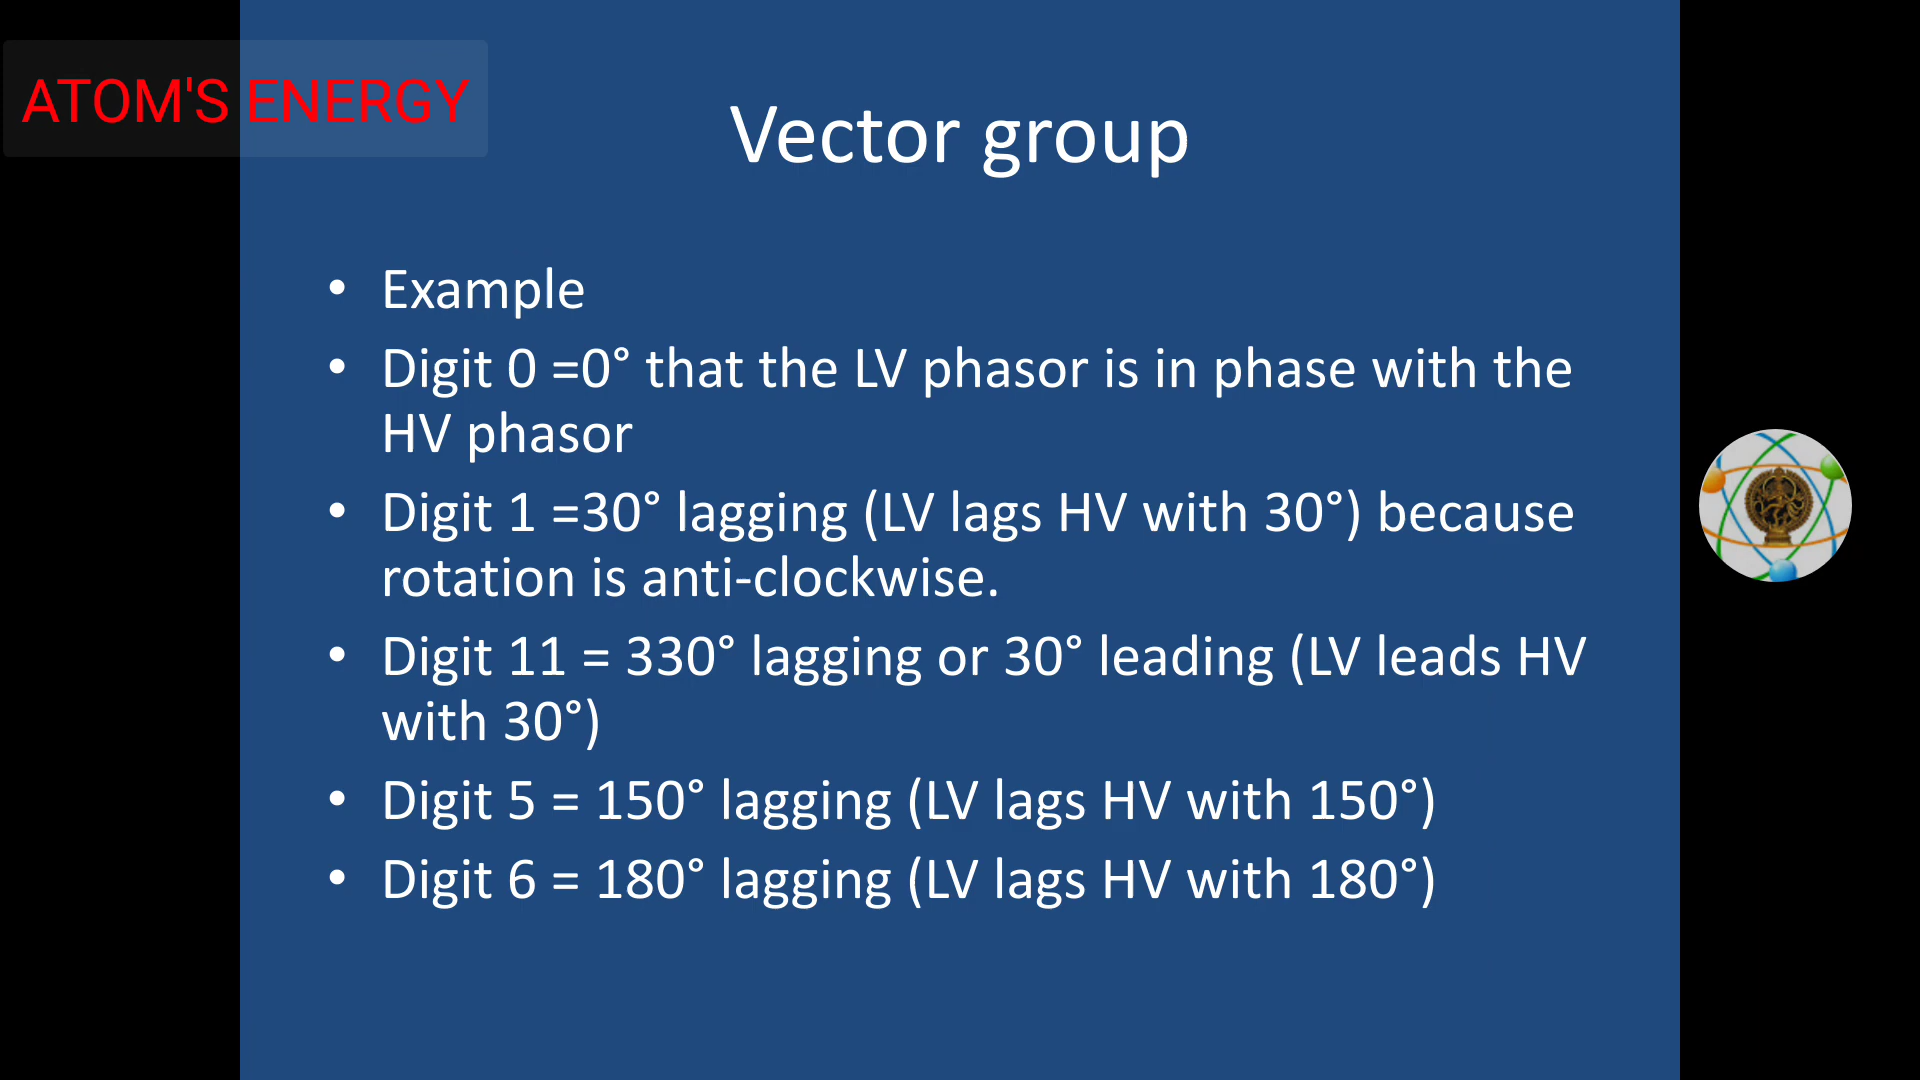 ATOM'S ENERGY
Vector group
• Example
• Digit 0 =0° that the LV phasor is in phase with the
HV phasor
• Digit 1 =30° lagging (LV lags HV with 30°) because
rotation is anti-clockwise.
• Digit 11 = 330° lagging or 30° leading (LV leads HV
with 30°)
• Digit 5 = 150° lagging (LV lags HV with 150°)
• Digit 6 = 180° lagging (LV lags HV with 180°)